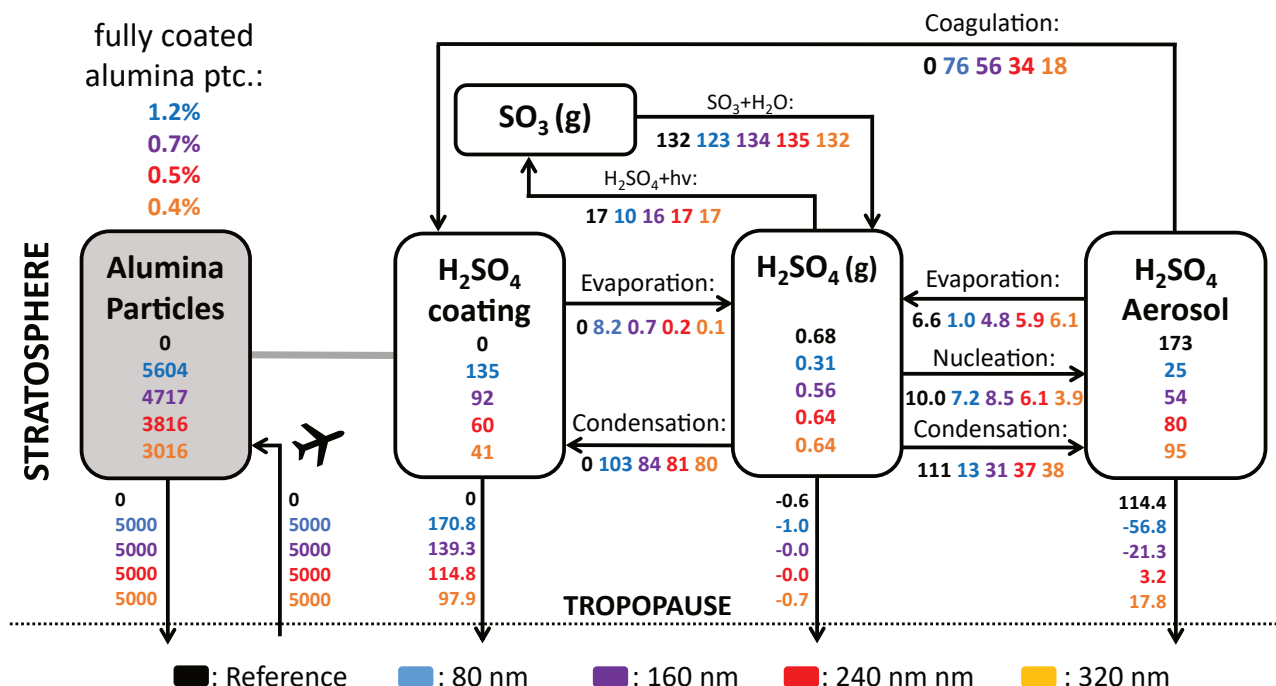 fully coated
alumina ptc.:
1.2%
0.7%
0.5%
0.4%
Coagulation:
0 76 56 34 18
SO₃ (g)
SO₃+H₂O:
132 123 134 135 132
H₂SO₄+hv:
17 10 16 17 17
STRATOSPHERE
Alumina
Particles
0
5604
4717
3816
3016
H₂SO₄
coating
0
135
92
60
41
Evaporation:
0 8.2 0.7 0.2 0.1
Condensation:
0 103 84 81 80
H₂SO₄ (g)
0.68
0.31
0.56
0.64
0.64
Evaporation:
6.6 1.0 4.8 5.9 6.1
Nucleation:
10.0 7.2 8.5 6.1 3.9
Condensation:
111 13 31 37 38
H₂SO₄
Aerosol
173
25
54
80
95
0
5000
5000
5000
5000
0
5000
5000
5000
5000
0
170.8
139.3
114.8
97.9
-0.6
-1.0
-0.0
-0.0
-0.7
114.4
-56.8
-21.3
3.2
17.8
TROPOPAUSE
: Reference : 80 nm : 160 nm : 240 nm nm : 320 nm